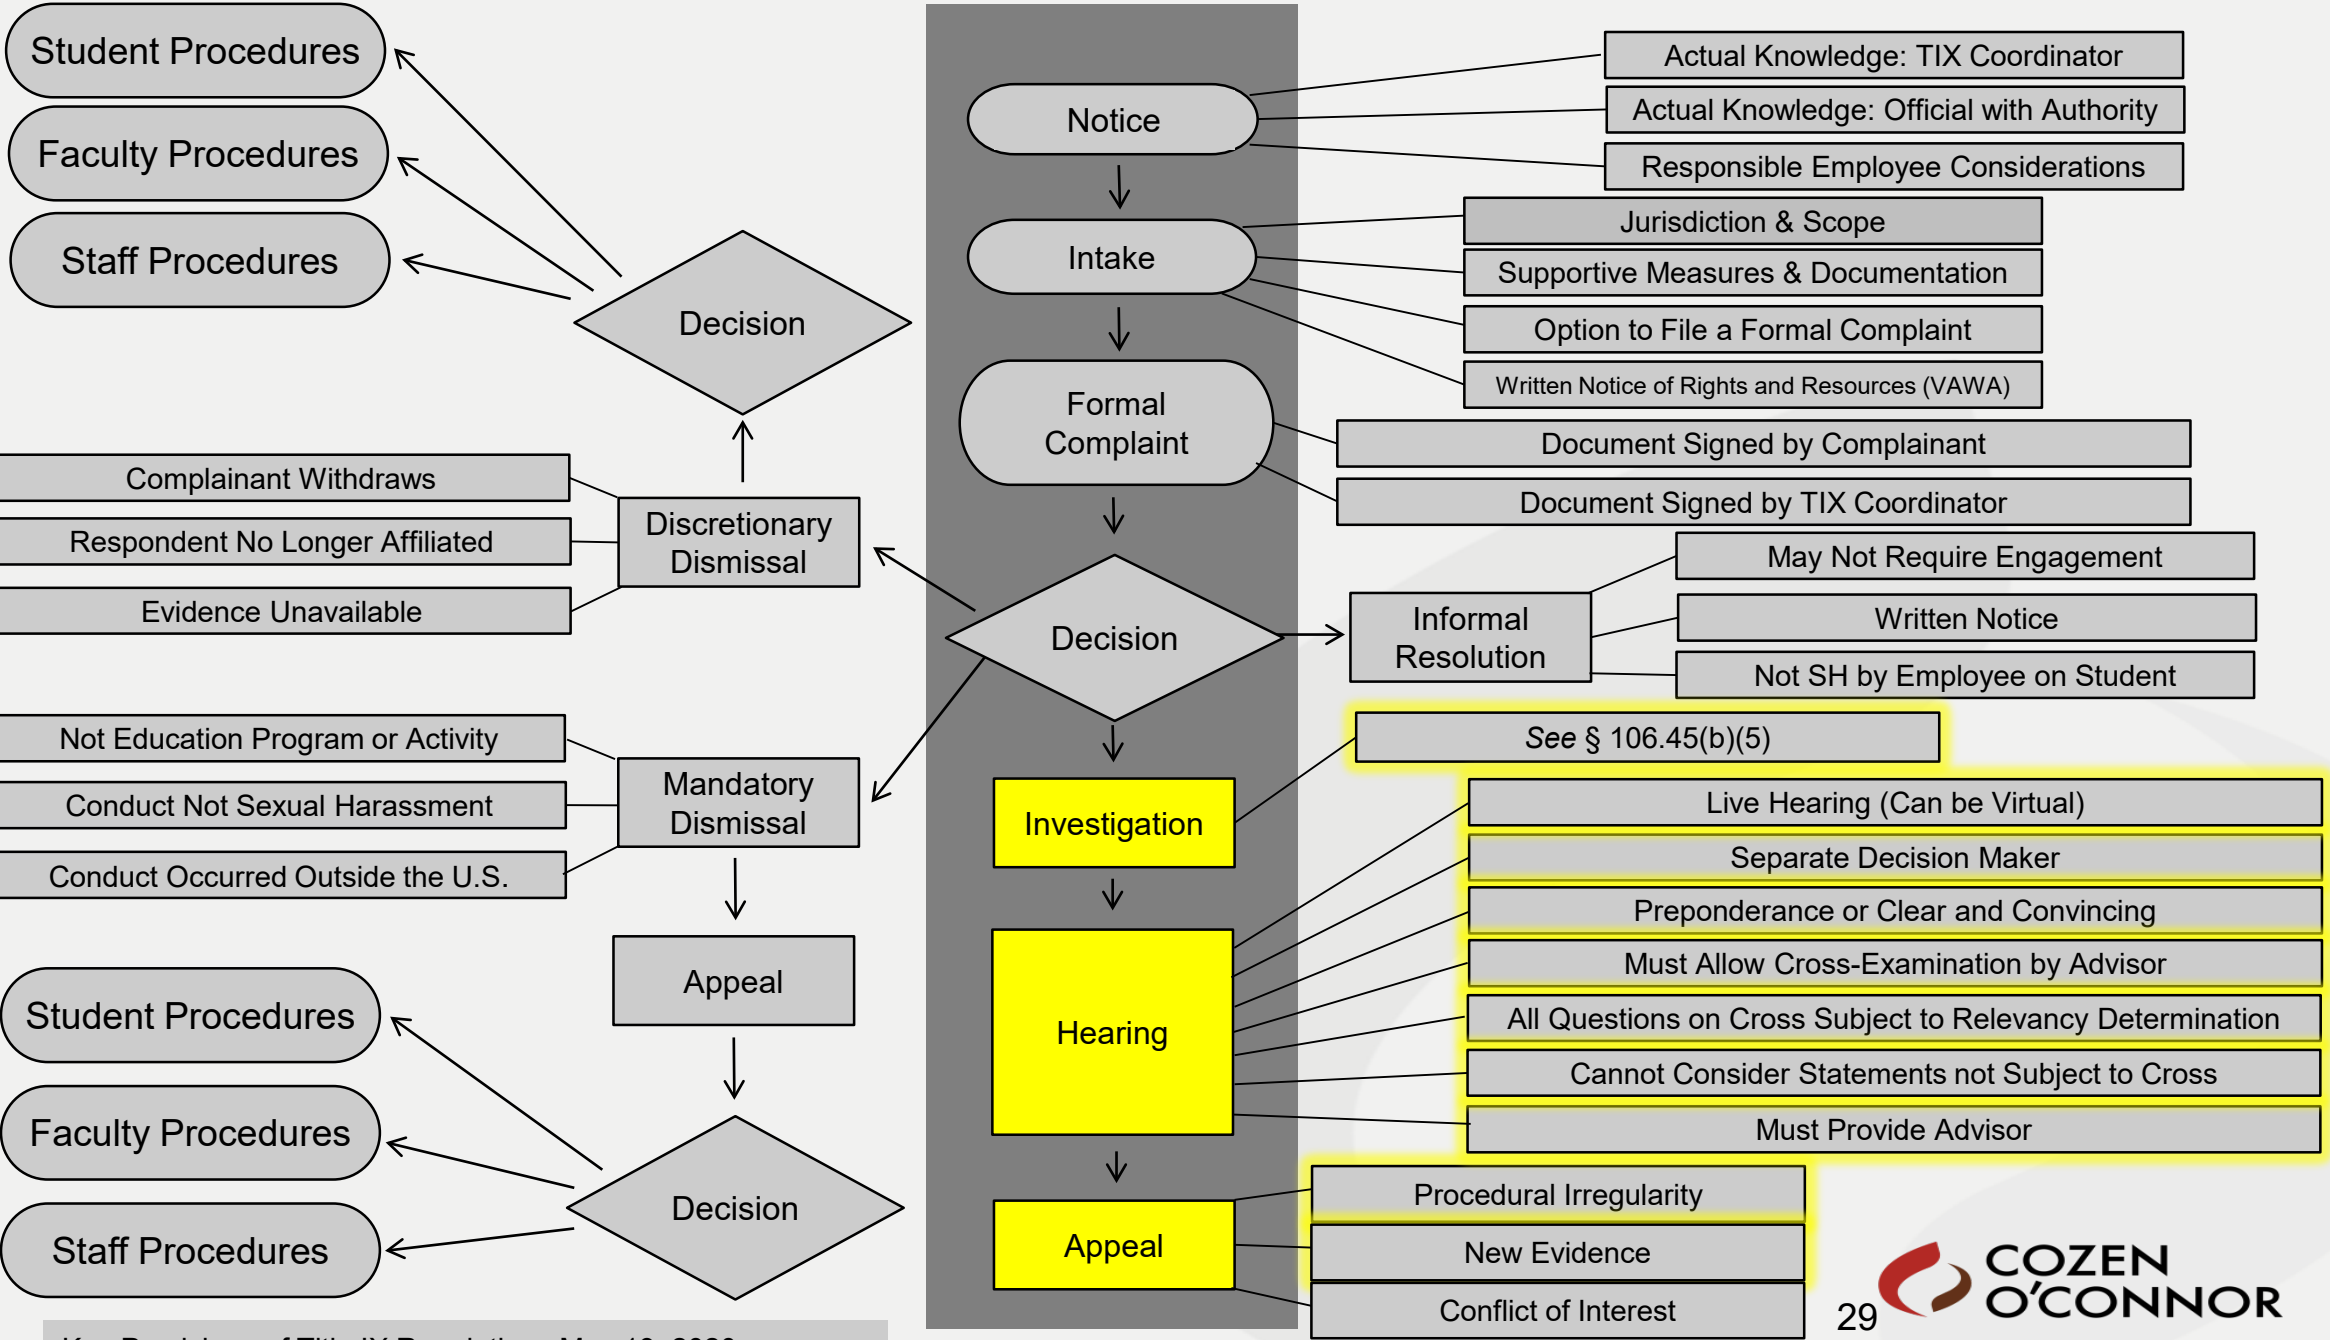 Student Procedures
Faculty Procedures
Staff Procedures
Decision
Complainant Withdraws
Respondent No Longer Affiliated
Evidence Unavailable
Discretionary
Dismissal
Not Education Program or Activity
Conduct Not Sexual Harassment
Conduct Occurred Outside the U.S.
Mandatory
Dismissal
Appeal
Student Procedures
Faculty Procedures
Staff Procedures
Decision
Notice
Intake
Formal
Complaint
Decision
Investigation
Hearing
Appeal
Actual Knowledge: TIX Coordinator
Actual Knowledge: Official with Authority
Responsible Employee Considerations
Jurisdiction & Scope
Supportive Measures & Documentation
Option to File a Formal Complaint
Written Notice of Rights and Resources (VAWA)
Document Signed by Complainant
Document Signed by TIX Coordinator
Informal
Resolution
May Not Require Engagement
Written Notice
Not SH by Employee on Student
See § 106.45(b)(5)
Live Hearing (Can be Virtual)
Separate Decision Maker
Preponderance or Clear and Convincing
Must Allow Cross-Examination by Advisor
All Questions on Cross Subject to Relevancy Determination
Cannot Consider Statements not Subject to Cross
Must Provide Advisor
Procedural Irregularity
New Evidence
Conflict of Interest
29
COZEN
O'CONNOR